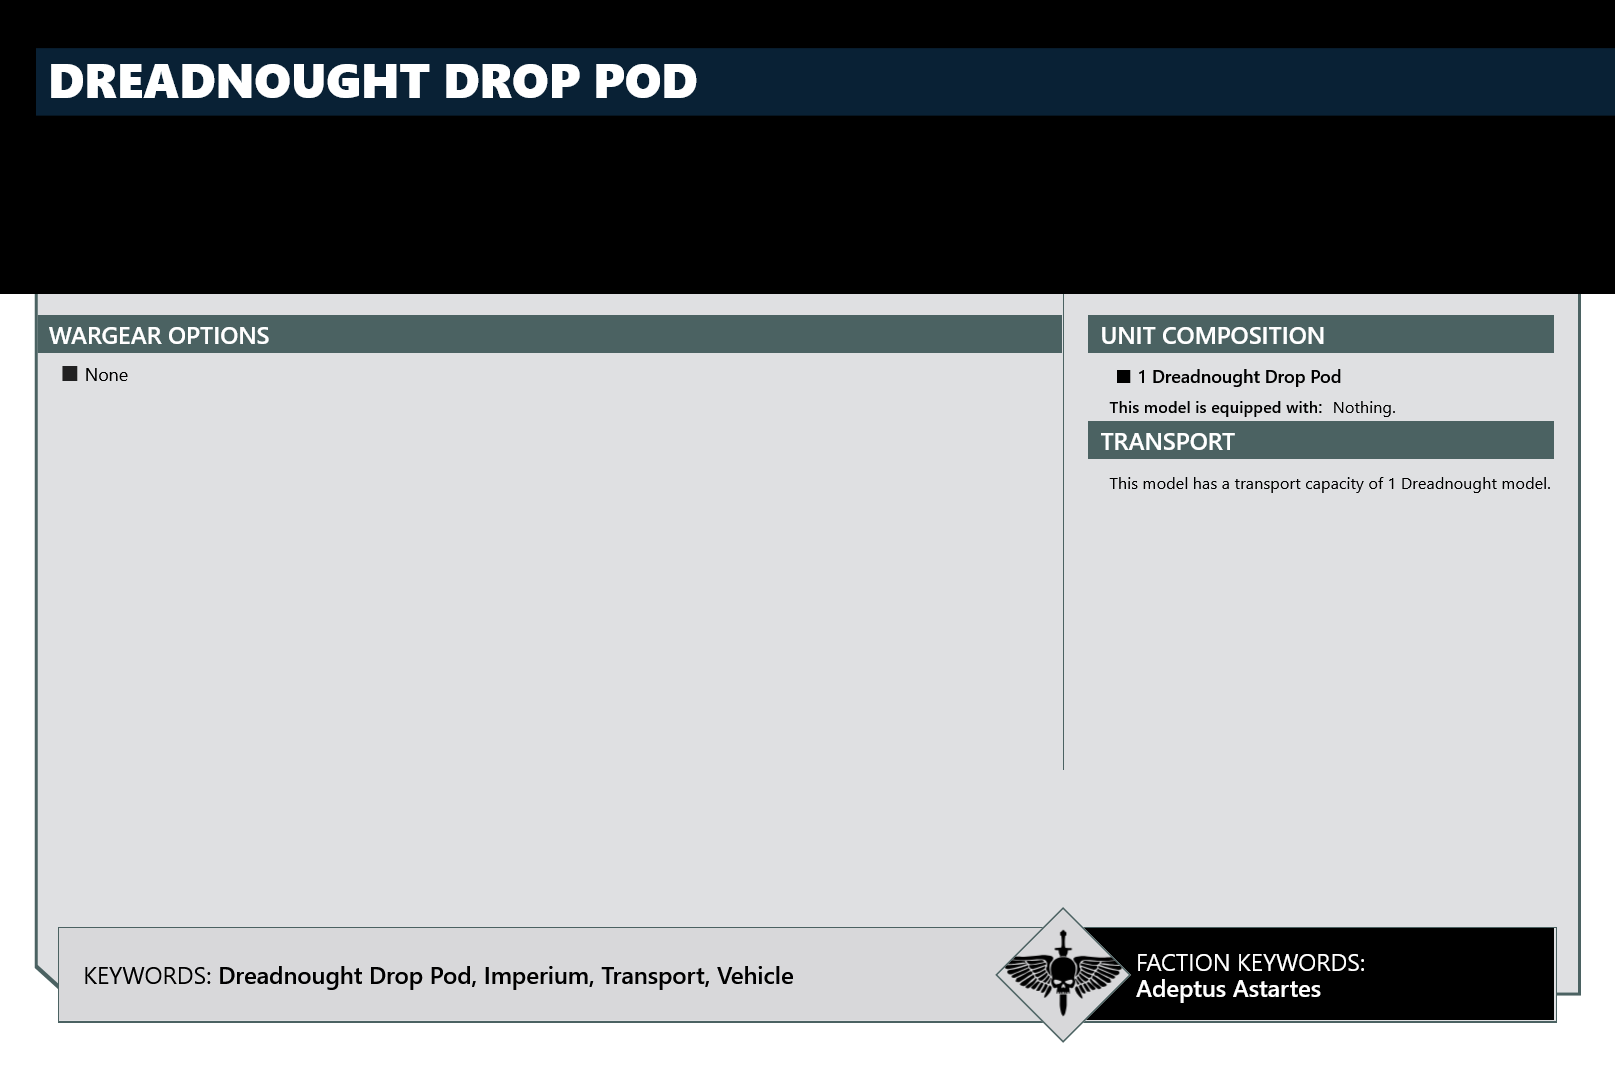 DREADNOUGHT DROP POD
WARGEAR OPTIONS
None
UNIT COMPOSITION
1 Dreadnought Drop Pod
This model is equipped with: Nothing.
TRANSPORT
This model has a transport capacity of 1 Dreadnought model.
KEYWORDS: Dreadnought Drop Pod, Imperium, Transport, Vehicle
FACTION KEYWORDS:
Adeptus Astartes